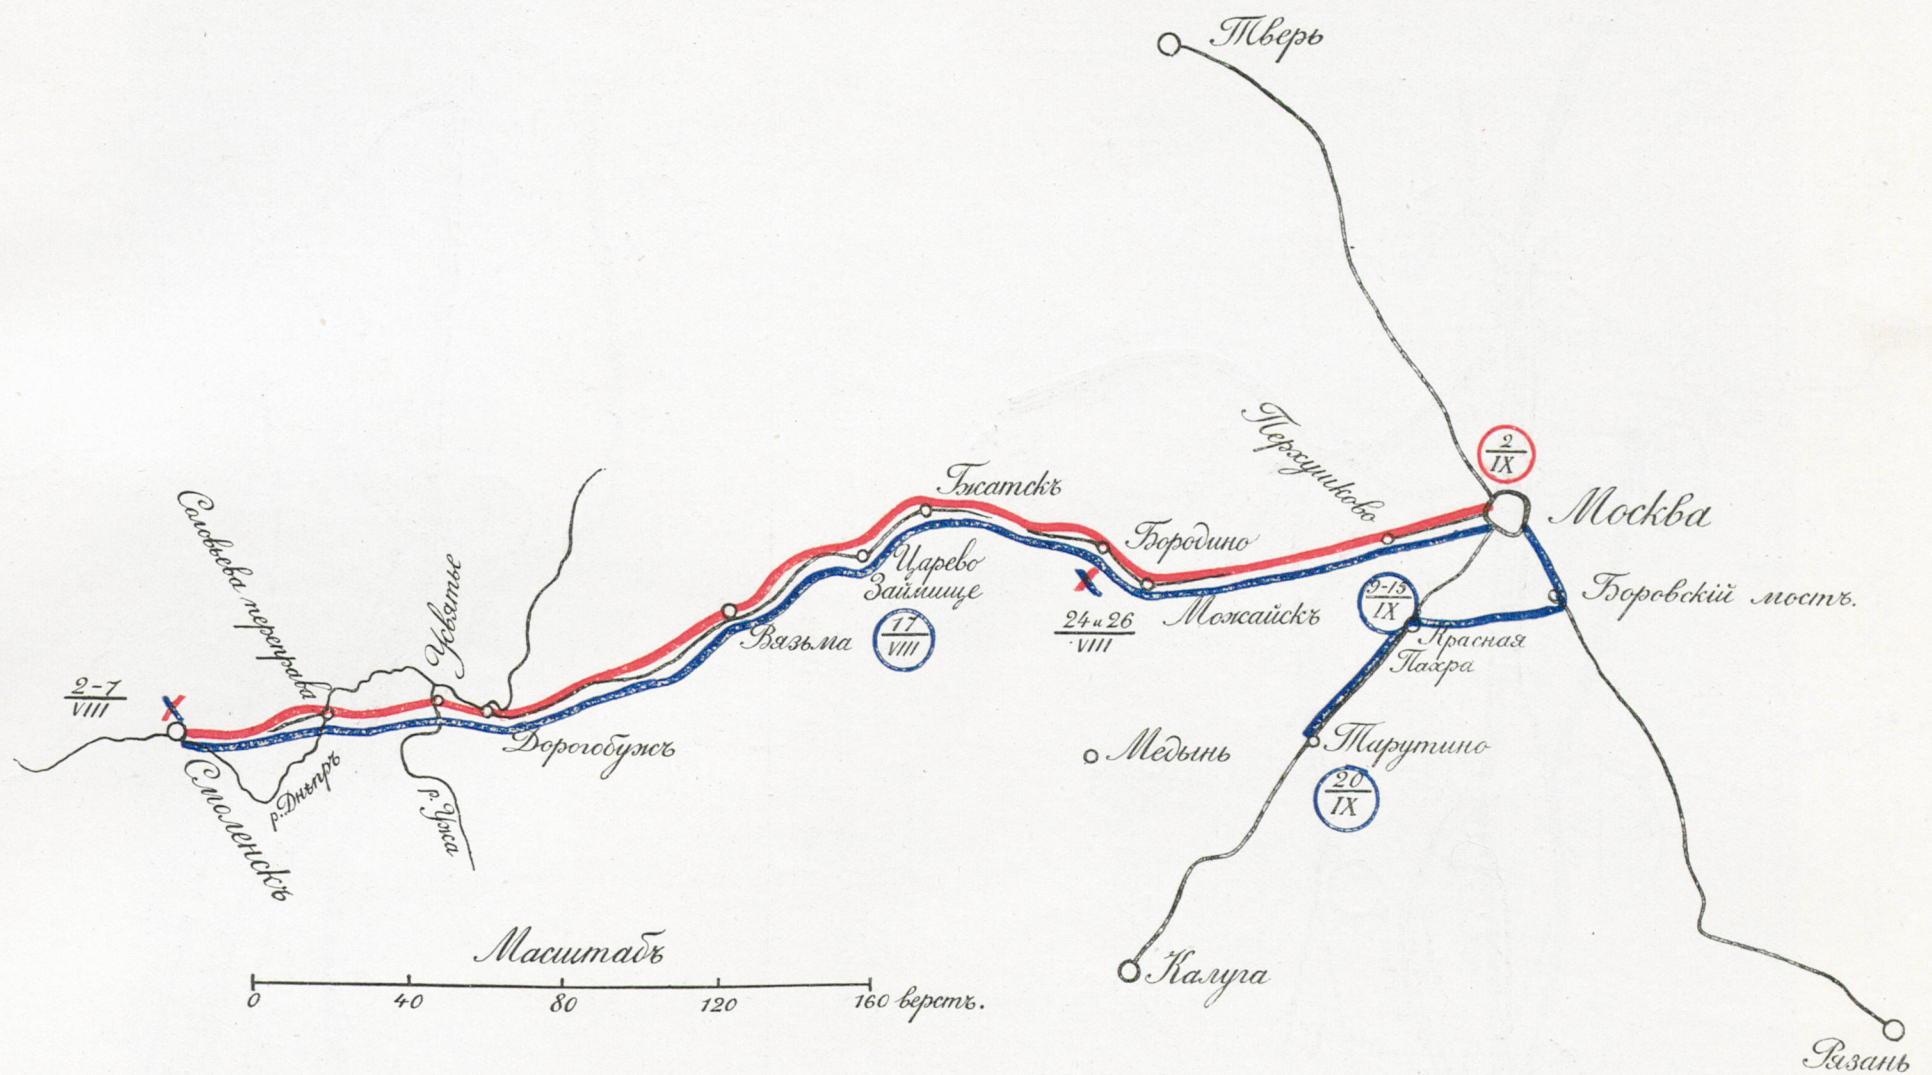 Тверь
Перхушково
2
IX
Москва
Гжатскъ
Бородино
Царево
Займище
17
VIII
24 и 26
VIII
Можайскъ
9-15
IX
Красная
Пахра
Боровскій мостъ.
Соловьева переправа
Усвятье
Вязьма
2-7
VIII
Дорогобужъ
Смоленскъ
р. Днѣпръ
р. Ужа
Медынь
Тарутино
20
IX
Калуга
Рязань
Масштабъ
0 40 80 120 160 верстъ.